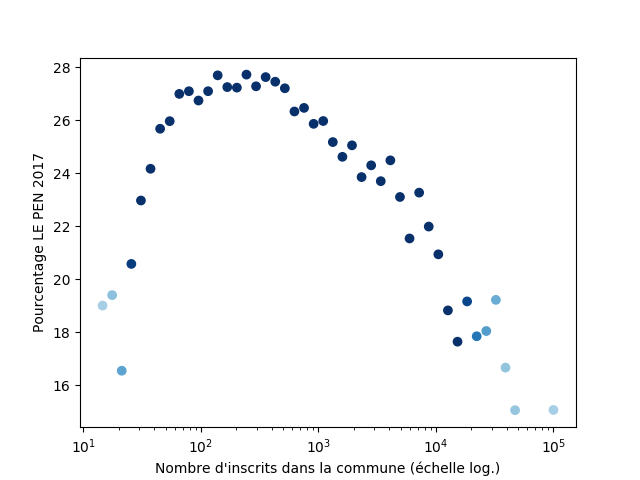 28
26
24
22
20
18
16
Pourcentage LE PEN 2017
10¹ 10² 10³ 10⁴ 10⁵
Nombre d'inscrits dans la commune (échelle log.)